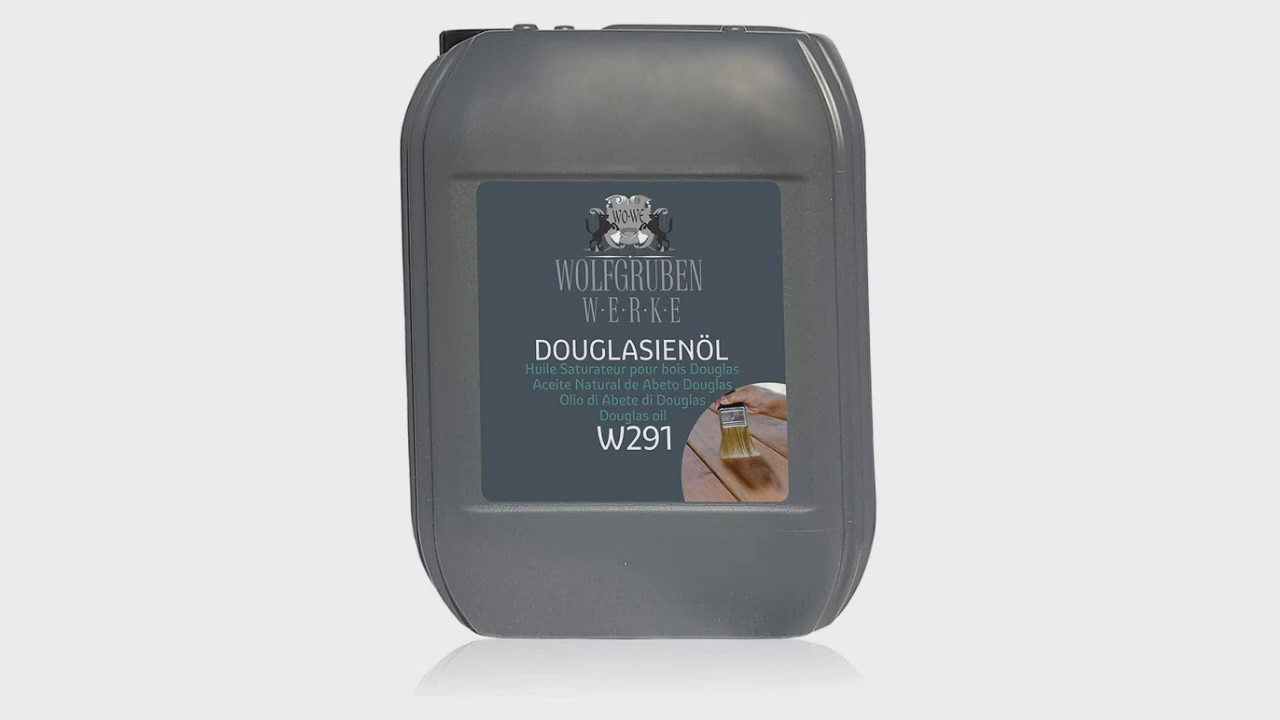 WO-WE
WOLFGRUBEN
W·E·R·K·E
DOUGLASIENÖL
Huile Saturateur pour bois Douglas
Aceite Natural de Abeto Douglas
Olio di Abete di Douglas
Douglas oil
W291